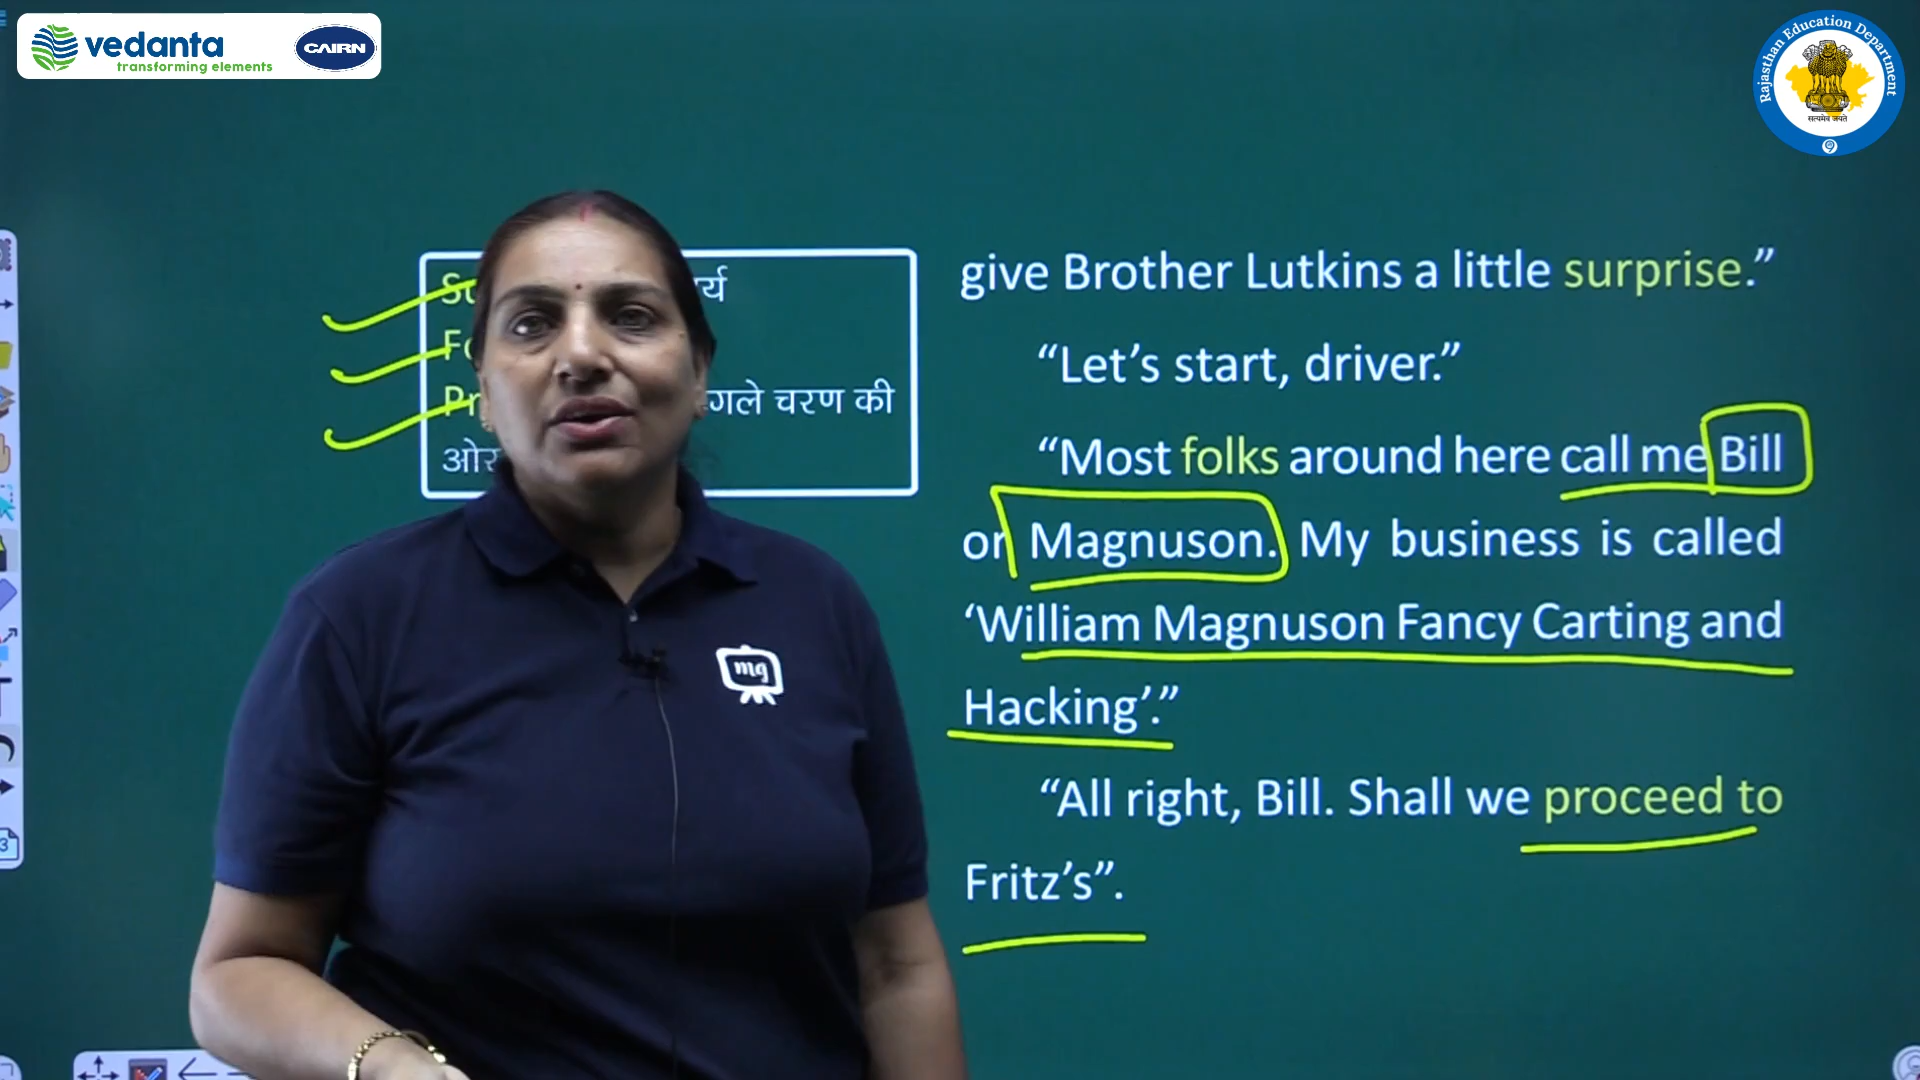 vedanta
transforming elements
CAIRN
Rajasthan Education Department
सत्यमेव जयते
र्य
गले चरण की
ओर
give Brother Lutkins a little surprise.”
“Let’s start, driver.”
“Most folks around here call me Bill
or Magnuson. My business is called
‘William Magnuson Fancy Carting and
Hacking’.”
“All right, Bill. Shall we proceed to
Fritz’s”.
mg
3